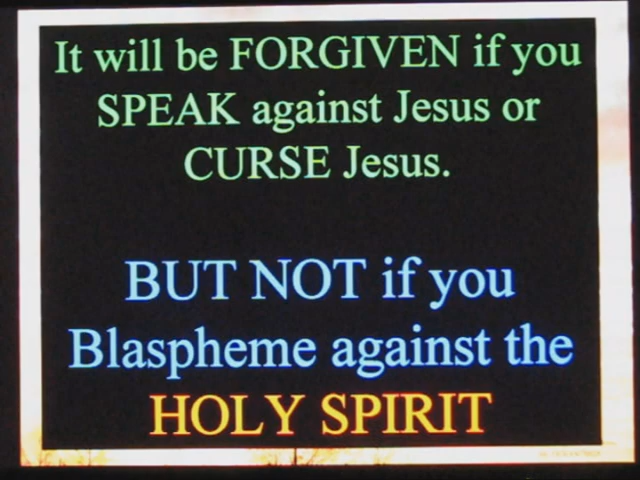 It will be FORGIVEN if you
SPEAK against Jesus or
CURSE Jesus.
BUT NOT if you
Blaspheme against the
HOLY SPIRIT